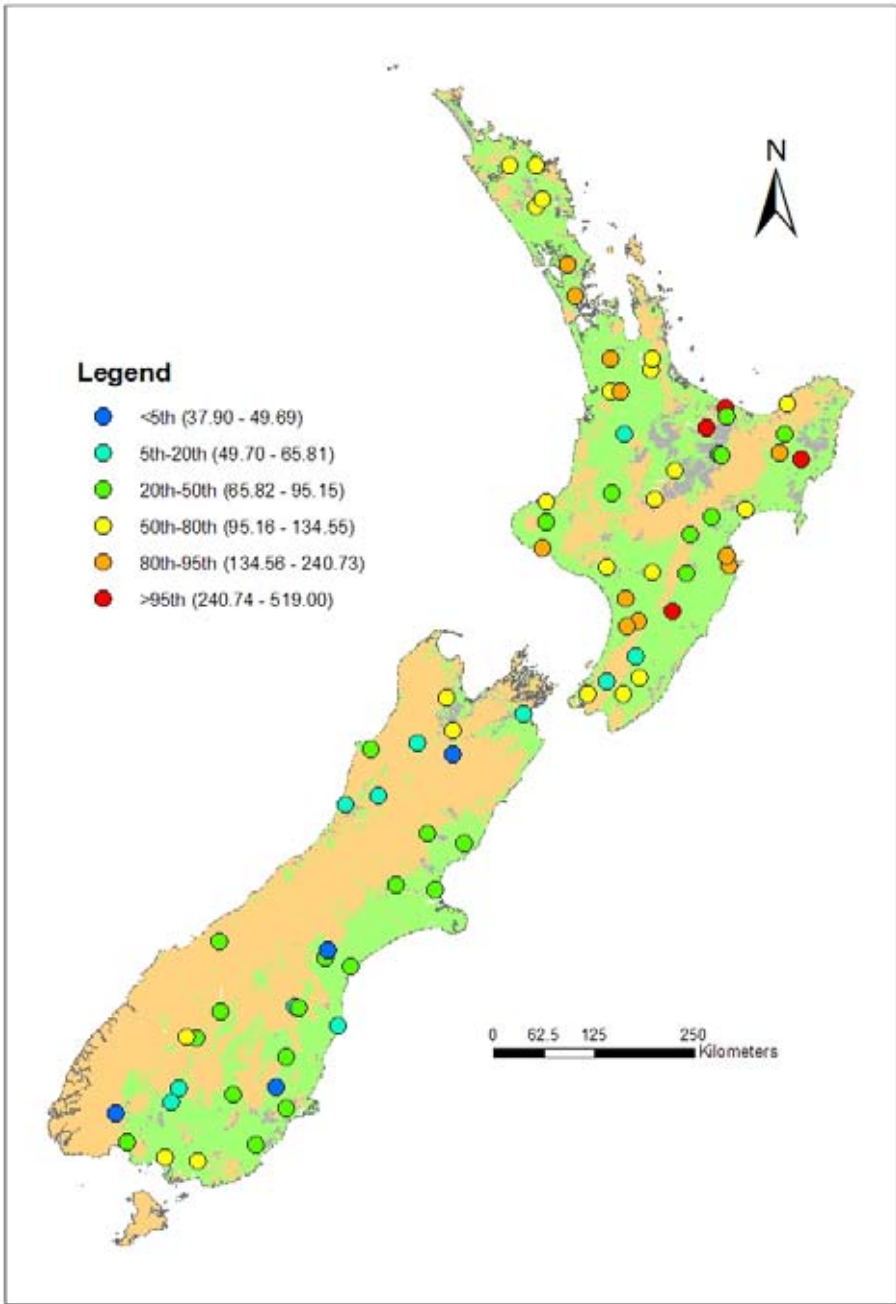 N
Legend
<5th (37.90 - 49.69)
5th-20th (49.70 - 65.81)
20th-50th (65.82 - 95.15)
50th-80th (95.16 - 134.55)
80th-95th (134.56 - 240.73)
>95th (240.74 - 519.00)
0 62.5 125 250
Kilometers